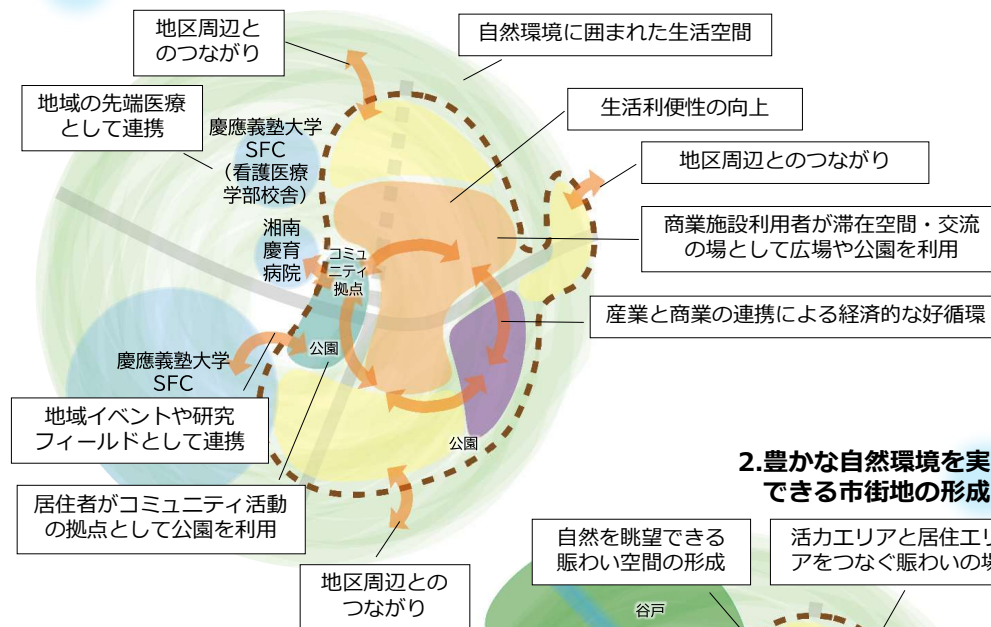 地区周辺と
のつながり
自然環境に囲まれた生活空間
地域の先端医療
として連携
慶應義塾大学
SFC
（看護医療
学部校舎）
生活利便性の向上
地区周辺とのつながり
湘南
慶育
病院
コミュ
ニティ
拠点
商業施設利用者が滞在空間・交流
の場として広場や公園を利用
産業と商業の連携による経済的な好循環
公園
慶應義塾大学
SFC
地域イベントや研究
フィールドとして連携
公園
居住者がコミュニティ活動
の拠点として公園を利用
地区周辺との
つながり
2.豊かな自然環境を実
できる市街地の形成
自然を眺望できる
賑わい空間の形成
活力エリアと居住エリ
アをつなぐ賑わいの場
谷戸